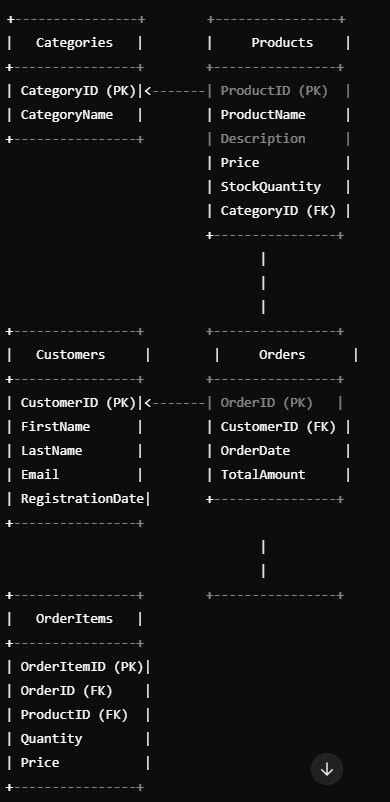 +-----------------+        +-----------------+
|   Categories   |        |     Products    |
+-----------------+        +-----------------+
| CategoryID (PK)|<-------| ProductID (PK)  |
| CategoryName   |        | ProductName     |
+-----------------+        | Description     |
                           | Price           |
                           | StockQuantity   |
                           | CategoryID (FK) |
                           +-----------------+
                                  |
                                  |
                                  |
+-----------------+        +-----------------+
|   Customers     |        |     Orders      |
+-----------------+        +-----------------+
| CustomerID (PK)|<-------| OrderID (PK)   |
| FirstName      |        | CustomerID (FK) |
| LastName       |        | OrderDate       |
| Email          |        | TotalAmount     |
| RegistrationDate|        +-----------------+
+-----------------+
                                  |
                                  |
+-----------------+        +-----------------+
|   OrderItems   |
+-----------------+
| OrderItemID (PK)|
| OrderID (FK)    |
| ProductID (FK)  |
| Quantity        |
| Price           |
+-----------------+